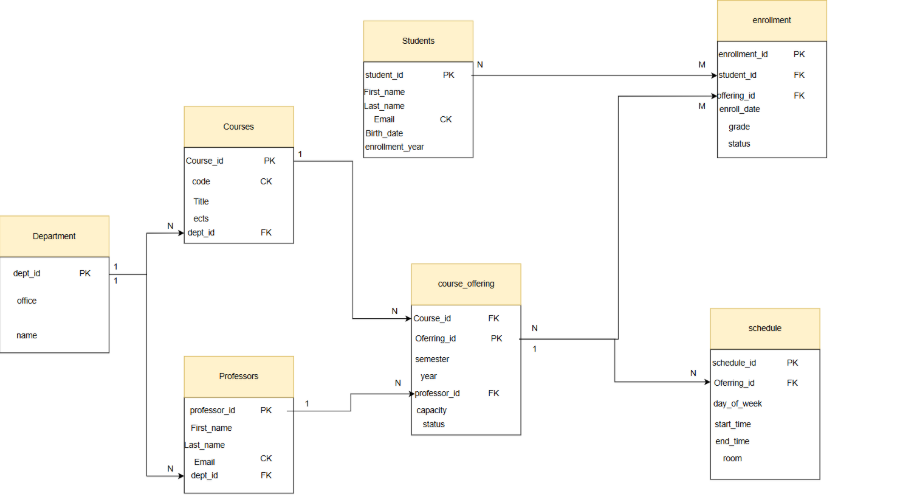 Department
dept_id PK
office
name
Courses
Course_id PK
code CK
Title
ects
dept_id FK
Professors
professor_id PK
First_name
Last_name
Email CK
dept_id FK
Students
student_id PK
First_name
Last_name
Email CK
Birth_date
enrollment_year
course_offering
Course_id FK
Oferring_id PK
semester
year
professor_id FK
capacity
status
enrollment
enrollment_id PK
student_id FK
offering_id FK
enroll_date
grade
status
schedule
schedule_id PK
Oferring_id FK
day_of_week
start_time
end_time
room
1
1
N
N
1
N
1
N
N
M
N
M
1
N